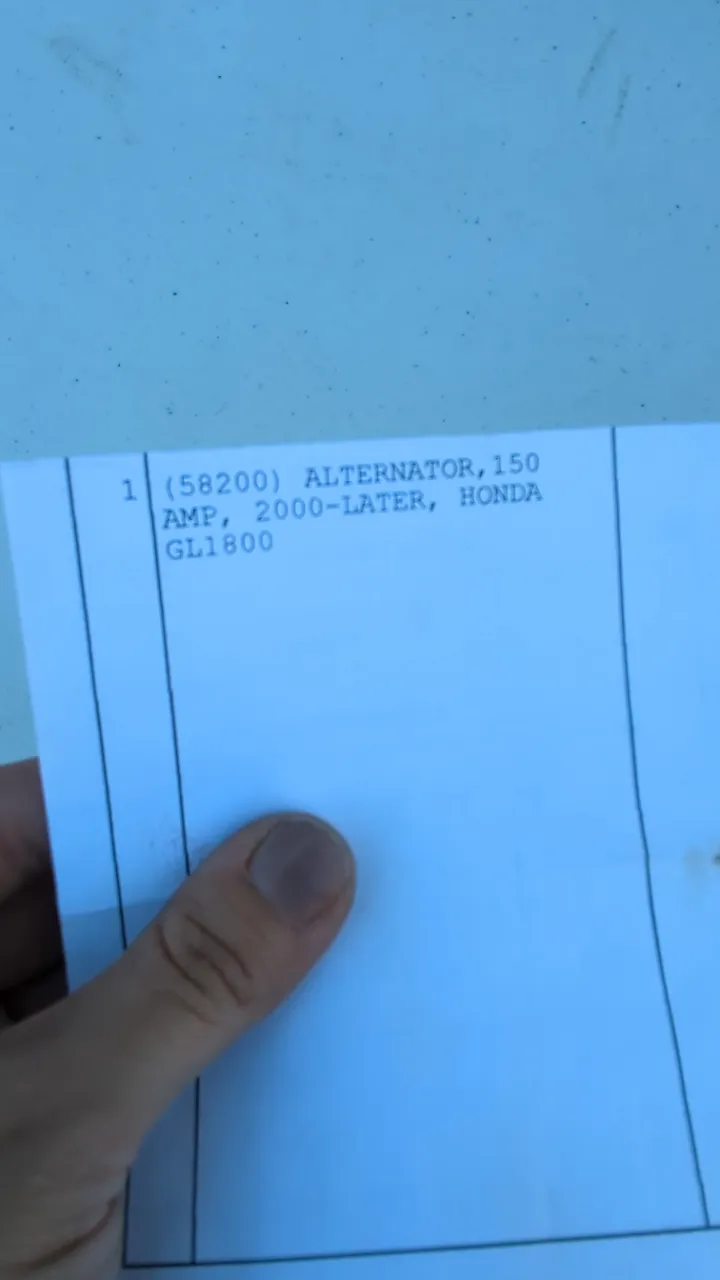 1 (58200) ALTERNATOR,150
AMP, 2000-LATER, HONDA
GL1800